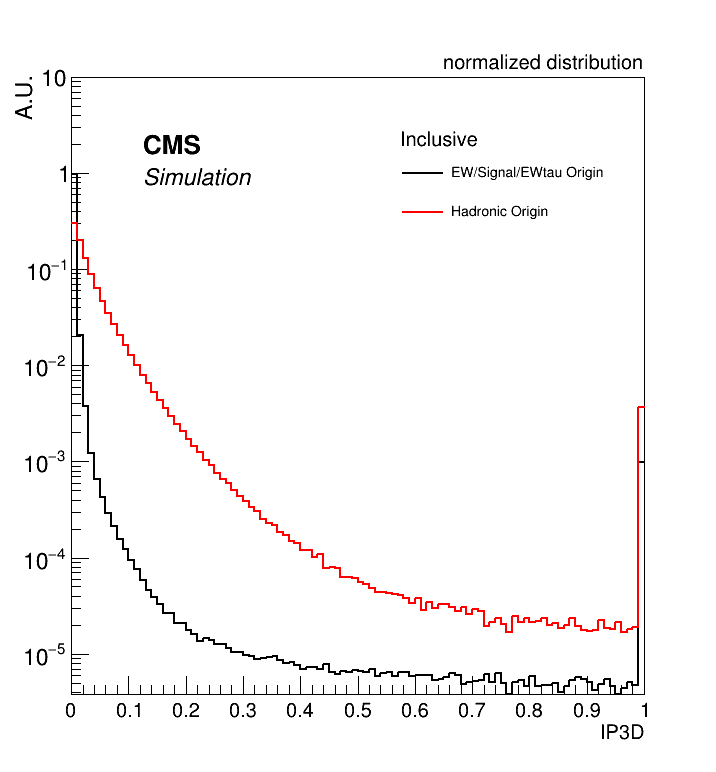 normalized distribution
A.U.
10
CMS
Simulation
Inclusive
EW/Signal/EWtau Origin
Hadronic Origin
1
10⁻¹
10⁻²
10⁻³
10⁻⁴
10⁻⁵
0 0.1 0.2 0.3 0.4 0.5 0.6 0.7 0.8 0.9 1
IP3D